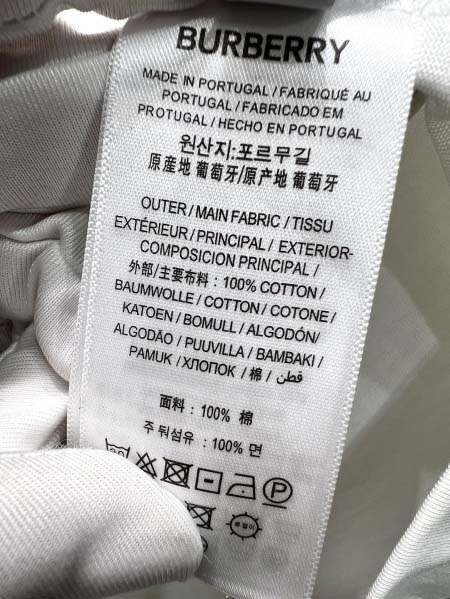 BURBERRY
MADE IN PORTUGAL / FABRIQUÉ AU
PORTUGAL / FABRICADO EM
PROTUGAL / HECHO EN PORTUGAL
원산지:포르무길
原産地 葡萄牙/原产地 葡萄牙
OUTER / MAIN FABRIC / TISSU
EXTÉRIEUR / PRINCIPAL / EXTERIOR-
COMPOSICION PRINCIPAL /
外部/主要布料: 100% COTTON /
BAUMWOLLE / COTTON / COTONE /
KATOEN / BOMULL / ALGODÓN/
ALGODÃO / PUUVILLA / BAMBAKI /
PAMUK / ХЛОПОК / 棉 / قطن /
面料: 100% 棉
주 뒤섬유 : 100% 면
P